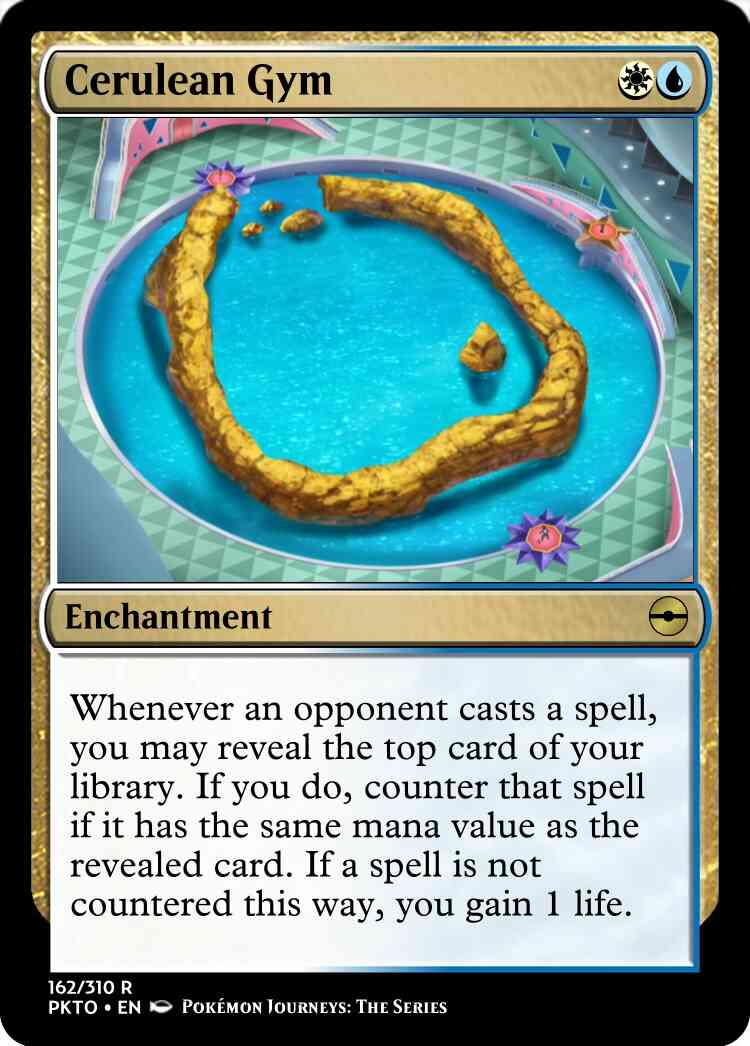 Cerulean Gym
Enchantment
Whenever an opponent casts a spell,
you may reveal the top card of your
library. If you do, counter that spell
if it has the same mana value as the
revealed card. If a spell is not
countered this way, you gain 1 life.
162/310 R
PKTO • EN Pokémon Journeys: The Series